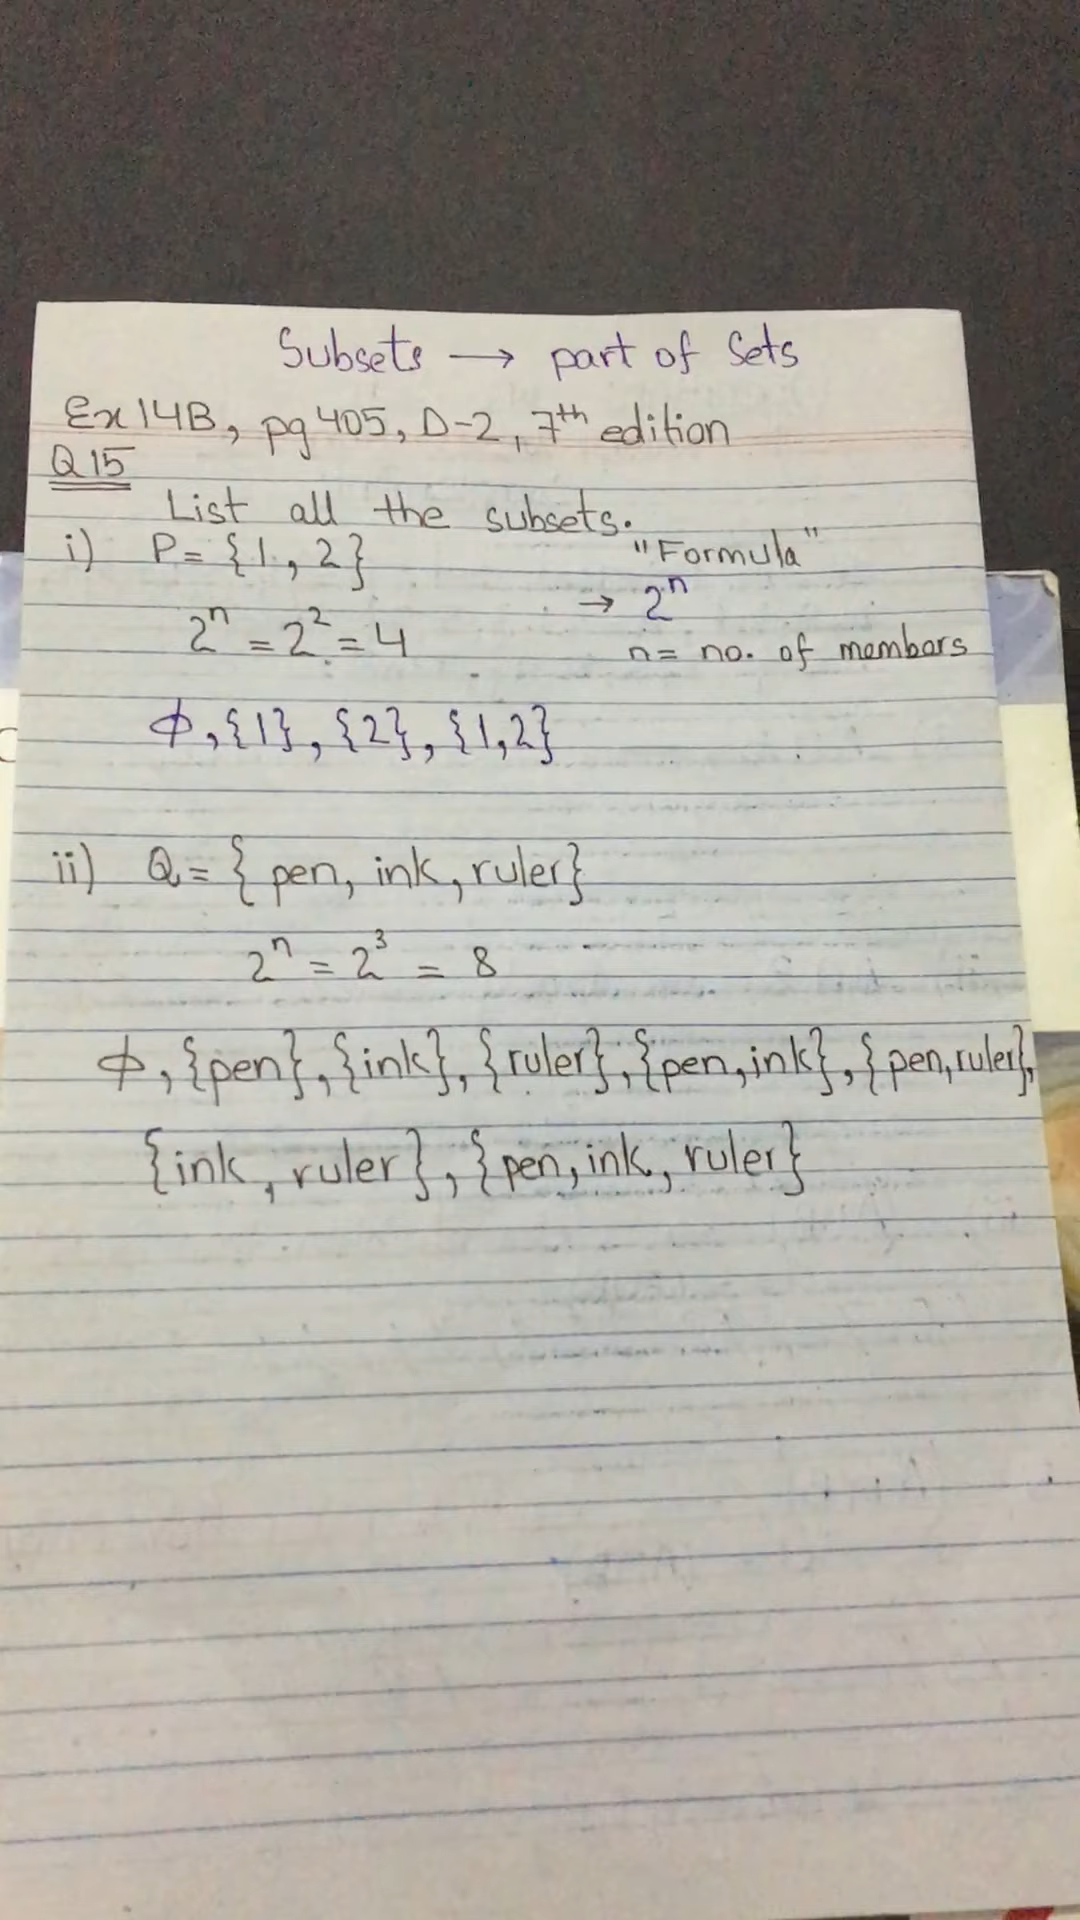 Subsets → part of Sets
Ex 14B, pg 405, D-2, 7th edition
Q 15
List all the subsets.
i) P = {1, 2}
"Formula"
→ 2ⁿ
2ⁿ = 2² = 4
n = no. of members
ϕ, {1}, {2}, {1,2}
ii) Q = { pen, ink, ruler}
2ⁿ = 2³ = 8
ϕ, {pen}, {ink}, {ruler}, {pen, ink}, { pen, ruler},
{ink, ruler}, {pen, ink, ruler}